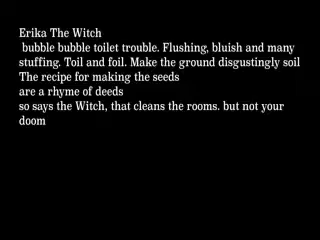 Erika The Witch
bubble bubble toilet trouble. Flushing, bluish and many
stuffing. Toil and foil. Make the ground disgustingly soil
The recipe for making the seeds
are a rhyme of deeds
so says the Witch, that cleans the rooms. but not your
doom